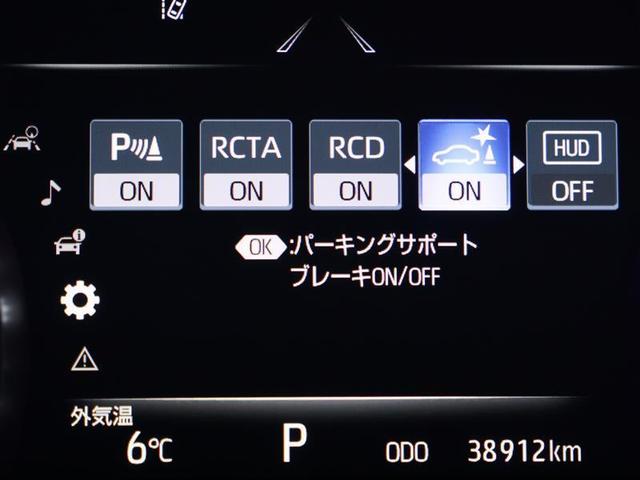 P RCTA RCD HUD
ON ON ON ON OFF
OK :パーキングサポート
ブレーキON/OFF
外気温
6℃ P ODO 38912km